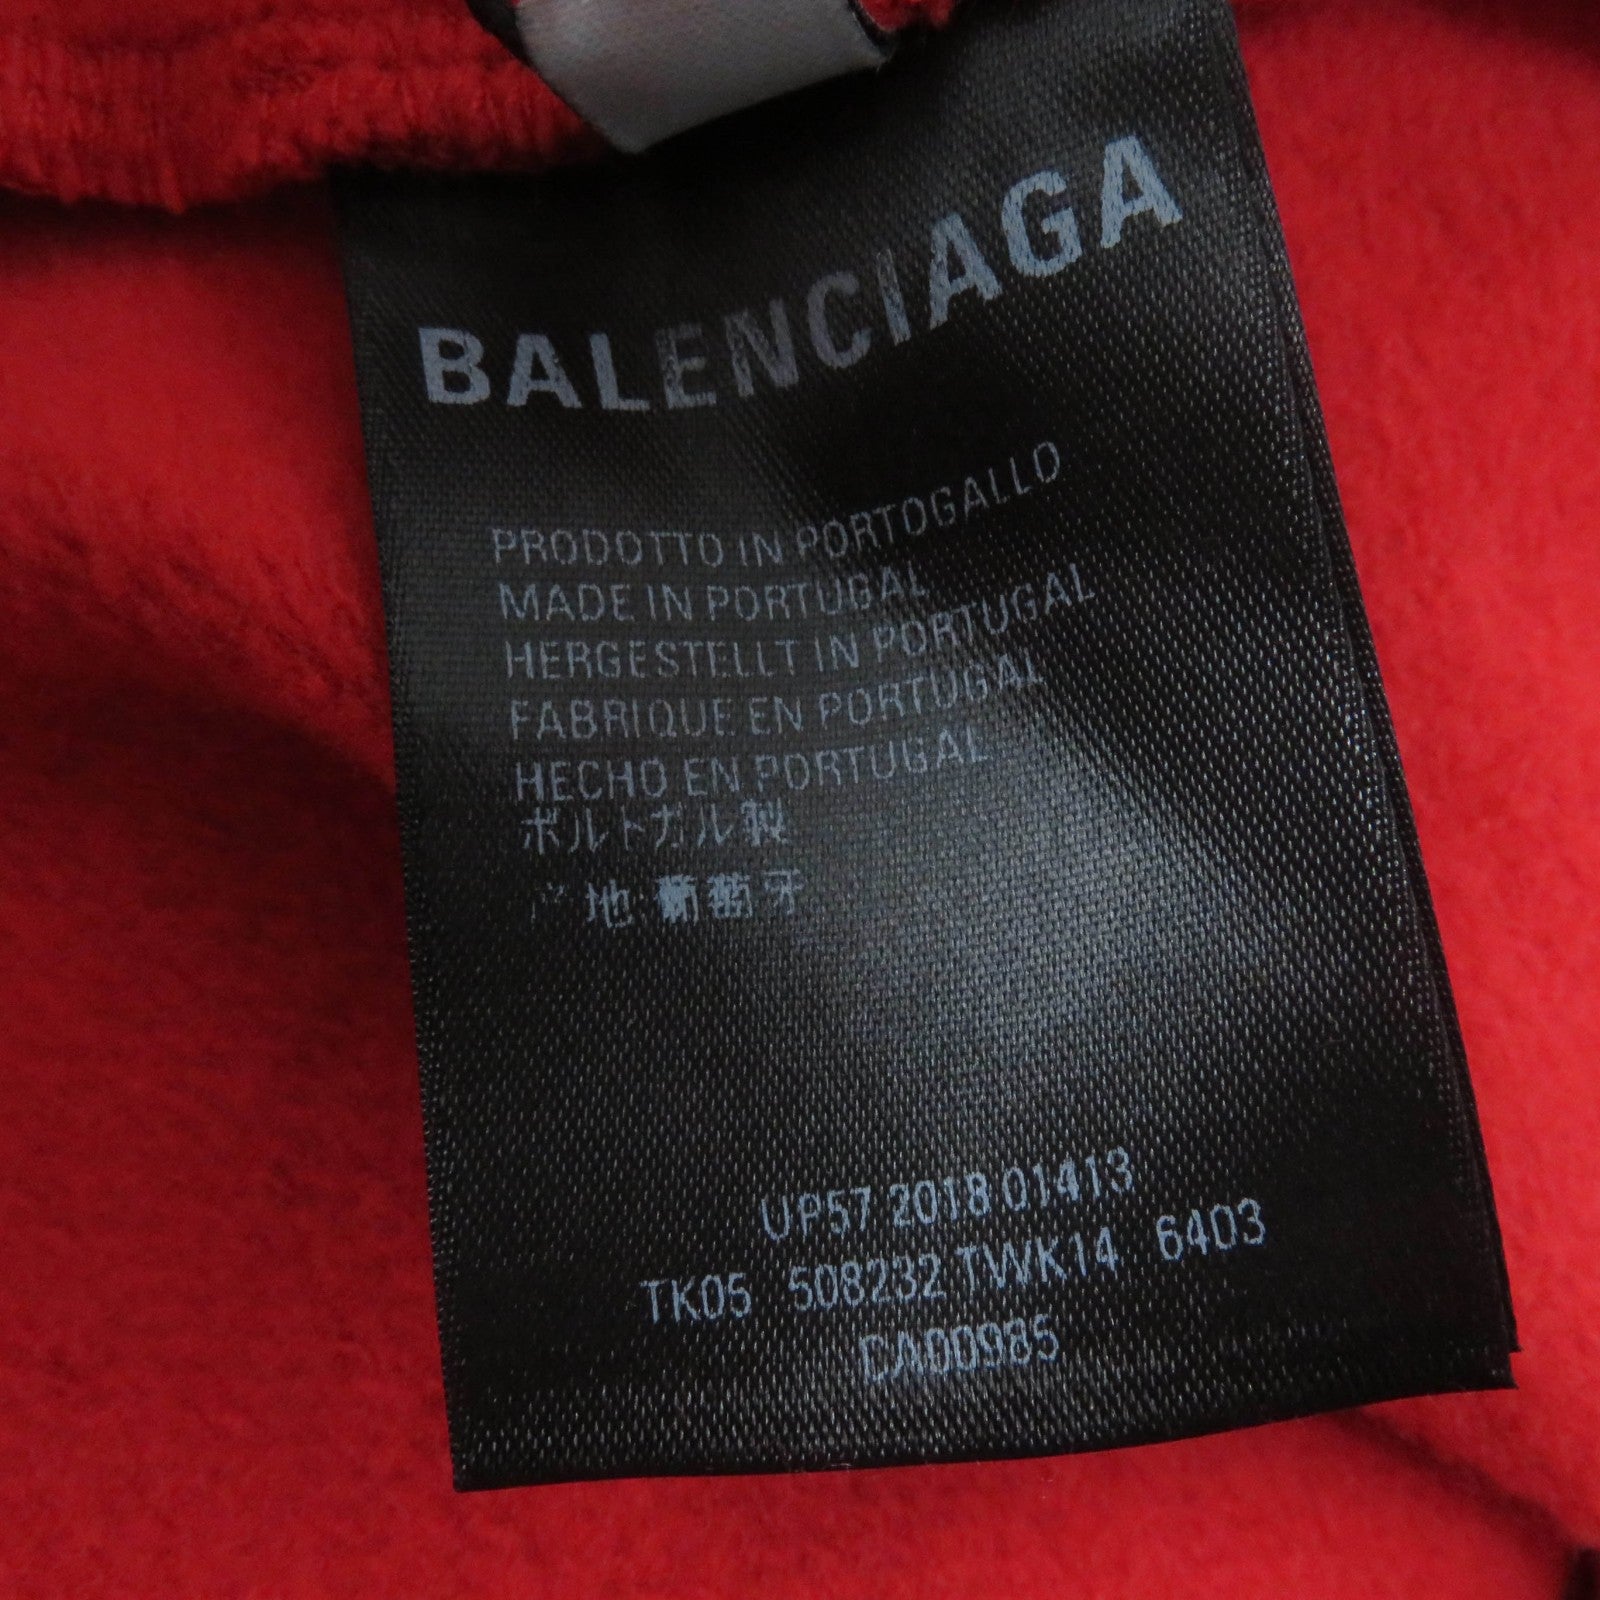 BALENCIAGA
PRODOTTO IN PORTOGALLO
MADE IN PORTUGAL
HERGESTELLT IN PORTUGAL
FABRIQUE EN PORTUGAL
HECHO EN PORTUGAL
ポルトガル製
产地 葡萄牙
UP57 2018 01413
TK05 508232 TWK14 6403
CA00985